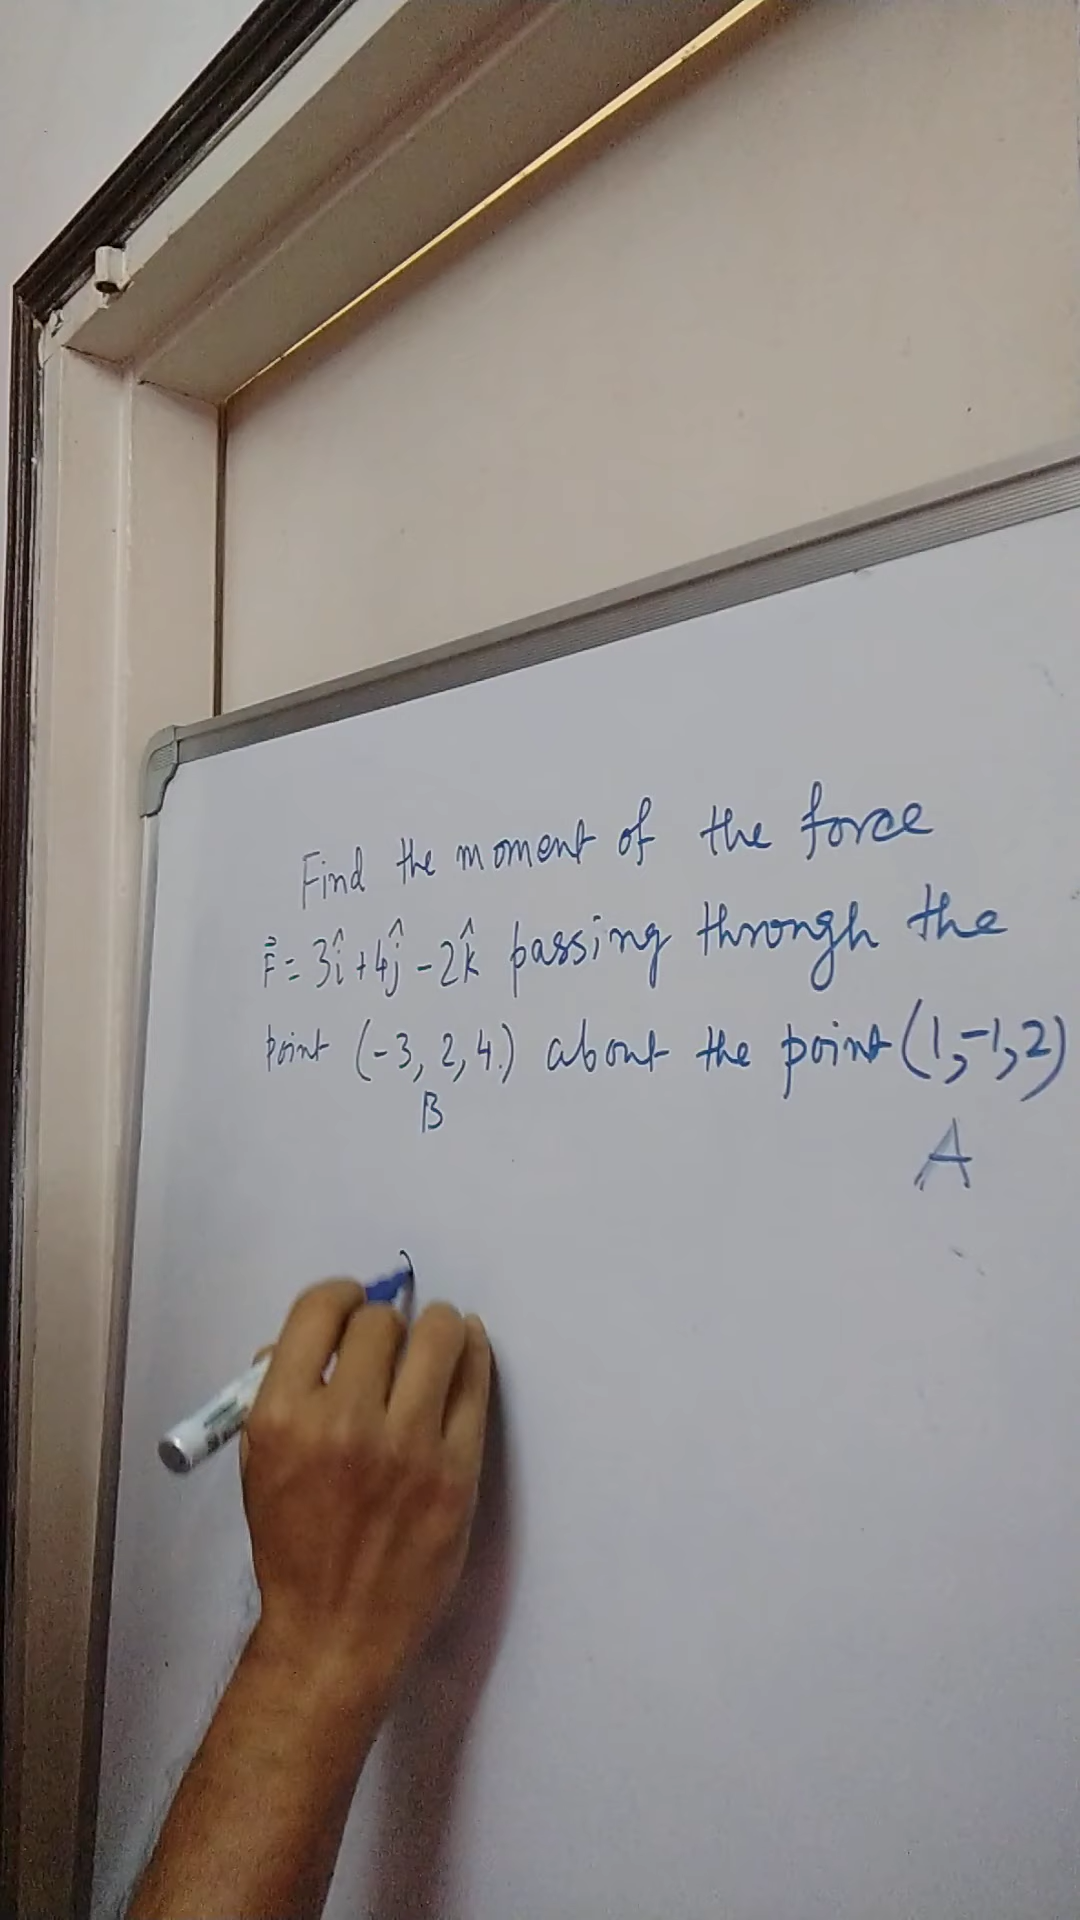 Find the moment of the force
F⃗ = 3î + 4ĵ - 2k̂ passing through the
point (-3, 2, 4.) about the point (1, -1, 2)
B
A